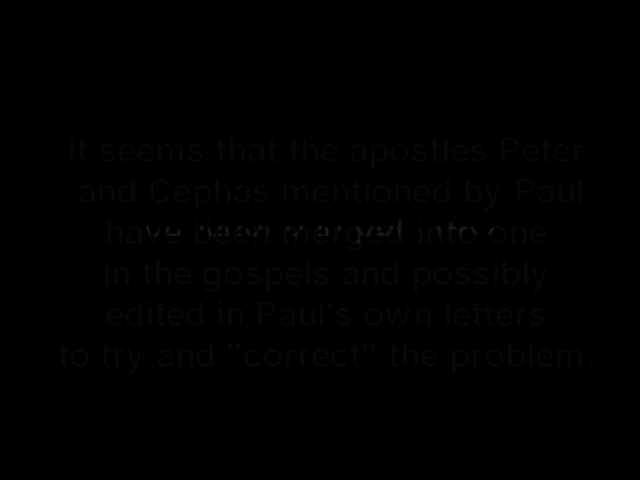 It seems that the apostles Peter
and Cephas mentioned by Paul
have been merged into one
in the gospels and possibly
edited in Paul's own letters
to try and "correct" the problem.